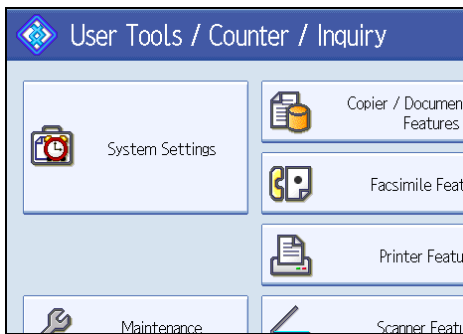 User Tools / Counter / Inquiry
System Settings
Copier / Documen
Features
Facsimile Feat
Printer Featu
Maintenance
Scanner Featu